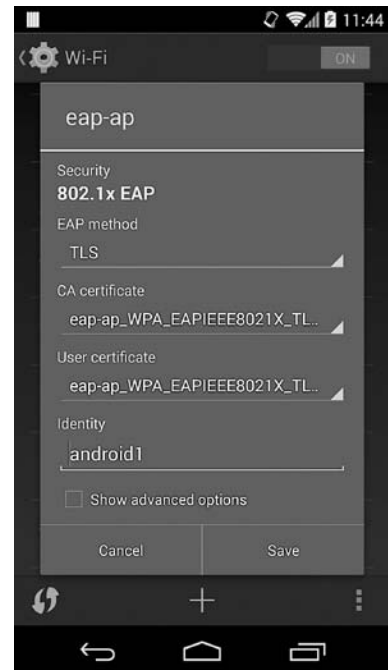 11:44
Wi-Fi
ON
eap-ap
Security
802.1x EAP
EAP method
TLS
CA certificate
eap-ap_WPA_EAPIEEE8021X_TL..
User certificate
eap-ap_WPA_EAPIEEE8021X_TL..
Identity
android1
Show advanced options
Cancel
Save